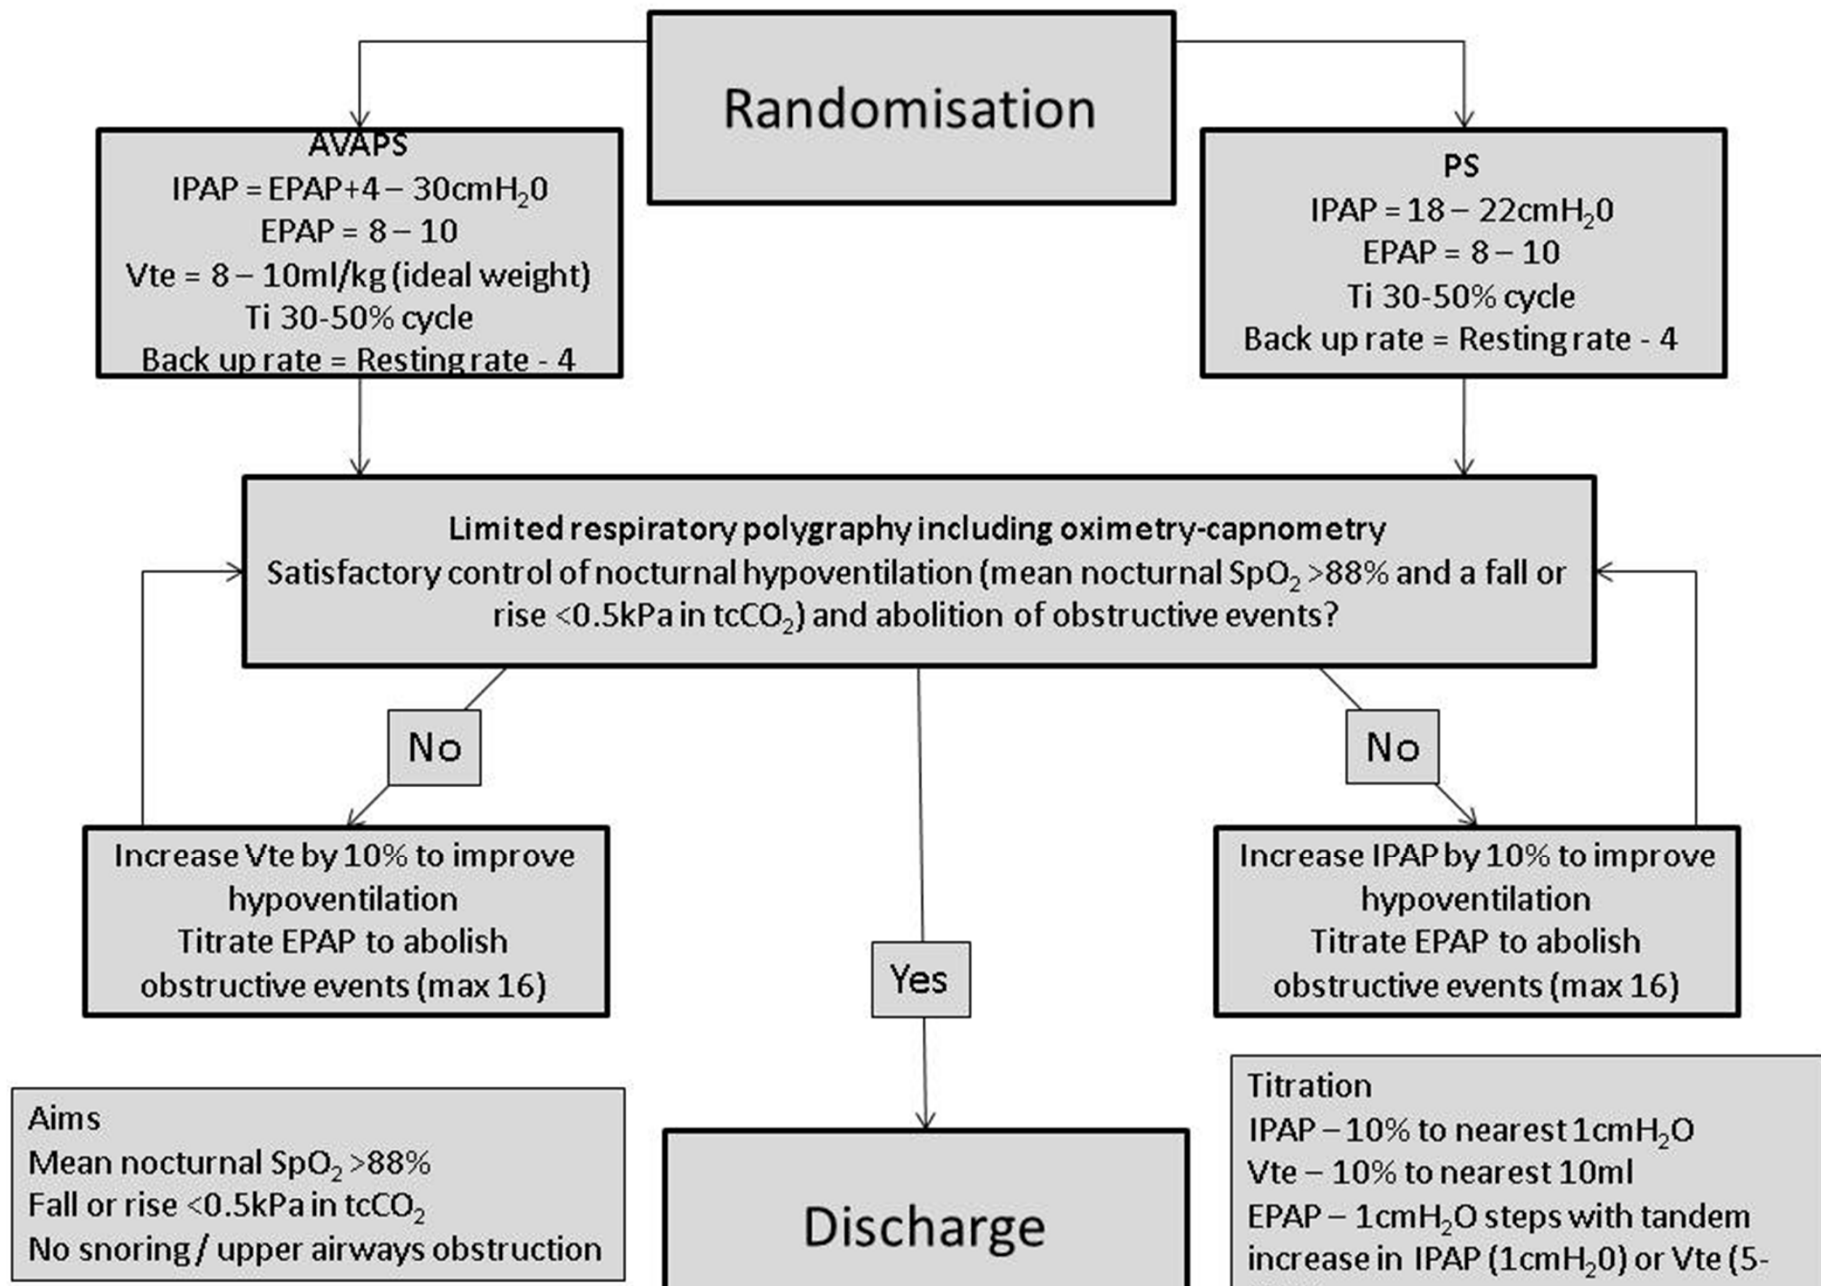 Randomisation
AVAPS
IPAP = EPAP+4 – 30cmH₂0
EPAP = 8 – 10
Vte = 8 – 10ml/kg (ideal weight)
Ti 30-50% cycle
Back up rate = Resting rate - 4
PS
IPAP = 18 – 22cmH₂0
EPAP = 8 – 10
Ti 30-50% cycle
Back up rate = Resting rate - 4
Limited respiratory polygraphy including oximetry-capnometry
Satisfactory control of nocturnal hypoventilation (mean nocturnal SpO₂ >88% and a fall or
rise <0.5kPa in tcCO₂) and abolition of obstructive events?
No
No
Increase Vte by 10% to improve
hypoventilation
Titrate EPAP to abolish
obstructive events (max 16)
Yes
Increase IPAP by 10% to improve
hypoventilation
Titrate EPAP to abolish
obstructive events (max 16)
Aims
Mean nocturnal SpO₂ >88%
Fall or rise <0.5kPa in tcCO₂
No snoring / upper airways obstruction
Discharge
Titration
IPAP – 10% to nearest 1cmH₂O
Vte – 10% to nearest 10ml
EPAP – 1cmH₂O steps with tandem
increase in IPAP (1cmH₂0) or Vte (5-